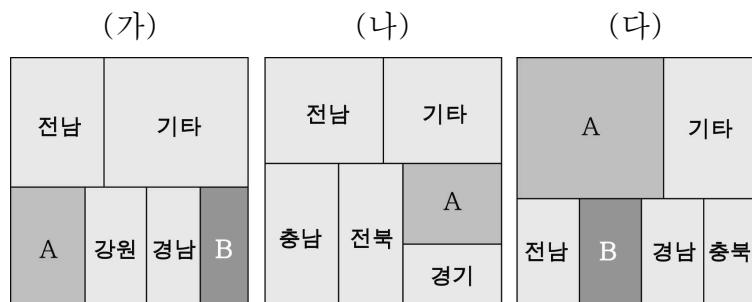 (가) (나) (다)
전남 기타 전남 기타 A 기타
A 강원 경남 B 충남 전북 A 경기 전남 B 경남 충북